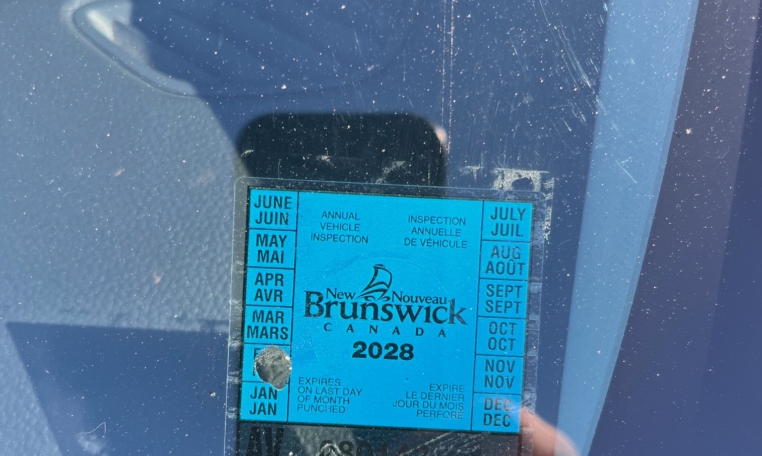 JUNE
JUIN
MAY
MAI
APR
AVR
MAR
MARS
JAN
JAN
ANNUAL
VEHICLE
INSPECTION
INSPECTION
ANNUELLE
DE VÉHICULE
New Nouveau
Brunswick
CANADA
2028
EXPIRES
ON LAST DAY
OF MONTH
PUNCHED
EXPIRE
LE DERNIER
JOUR DU MOIS
PERFORÉ
JULY
JUIL
AUG
AOÛT
SEPT
SEPT
OCT
OCT
NOV
NOV
DEC
DEC
AV